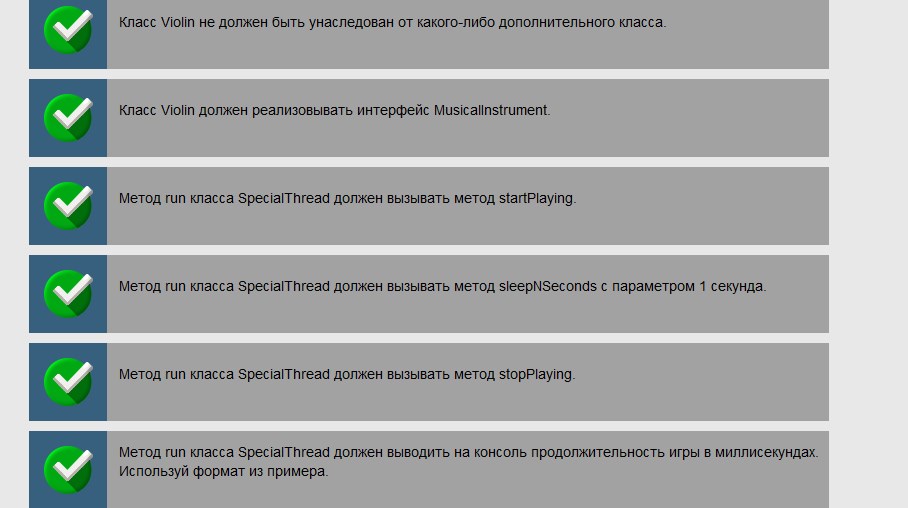 Класс Violin не должен быть унаследован от какого-либо дополнительного класса.
Класс Violin должен реализовывать интерфейс MusicalInstrument.
Метод run класса SpecialThread должен вызывать метод startPlaying.
Метод run класса SpecialThread должен вызывать метод sleepNSeconds с параметром 1 секунда.
Метод run класса SpecialThread должен вызывать метод stopPlaying.
Метод run класса SpecialThread должен выводить на консоль продолжительность игры в миллисекундах.
Используй формат из примера.